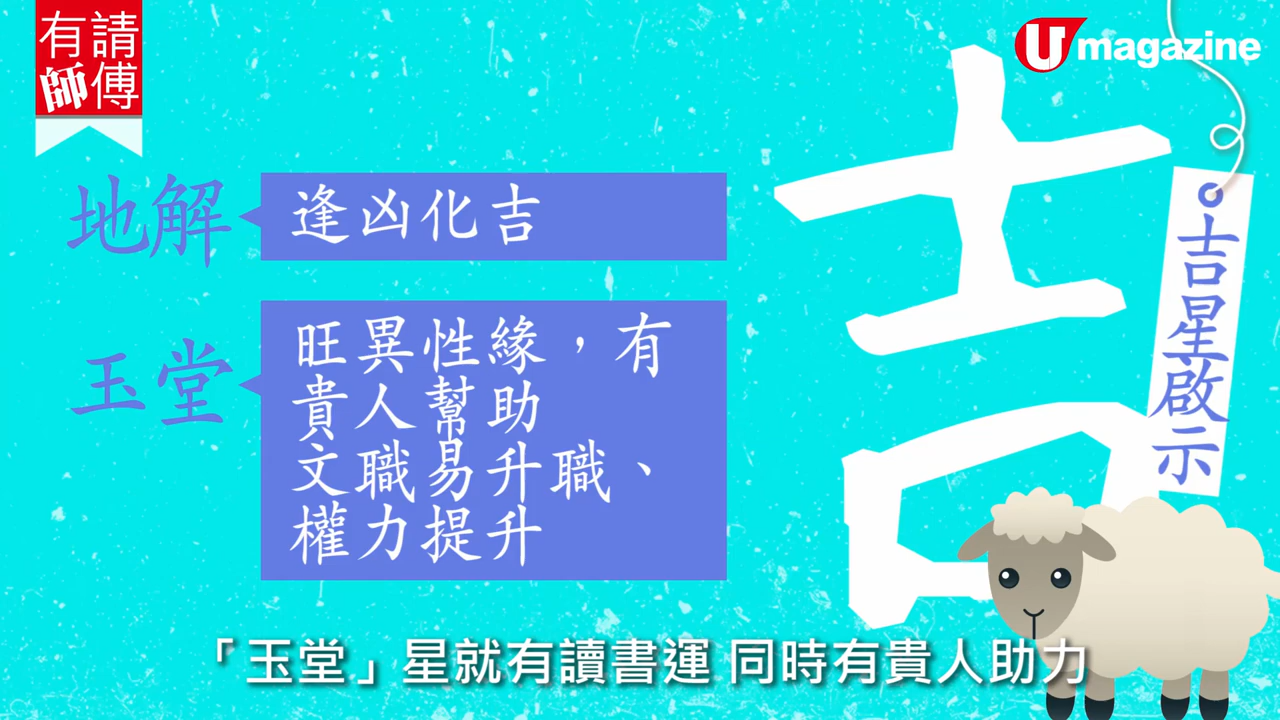 有請
師傅
U magazine
吉
吉星啟示
地解
逢凶化吉
玉堂
旺異性緣，有
貴人幫助
文職易升職、
權力提升
「玉堂」星就有讀書運 同時有貴人助力